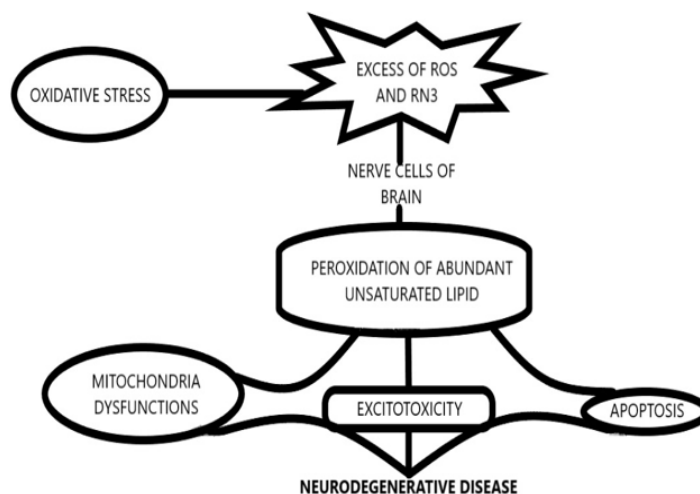 EXCESS OF ROS
AND RN3
OXIDATIVE STRESS
NERVE CELLS OF
BRAIN
PEROXIDATION OF ABUNDANT
UNSATURATED LIPID
MITOCHONDRIA
DYSFUNCTIONS
EXCITOTOXICITY
APOPTOSIS
NEURODEGENERATIVE DISEASE